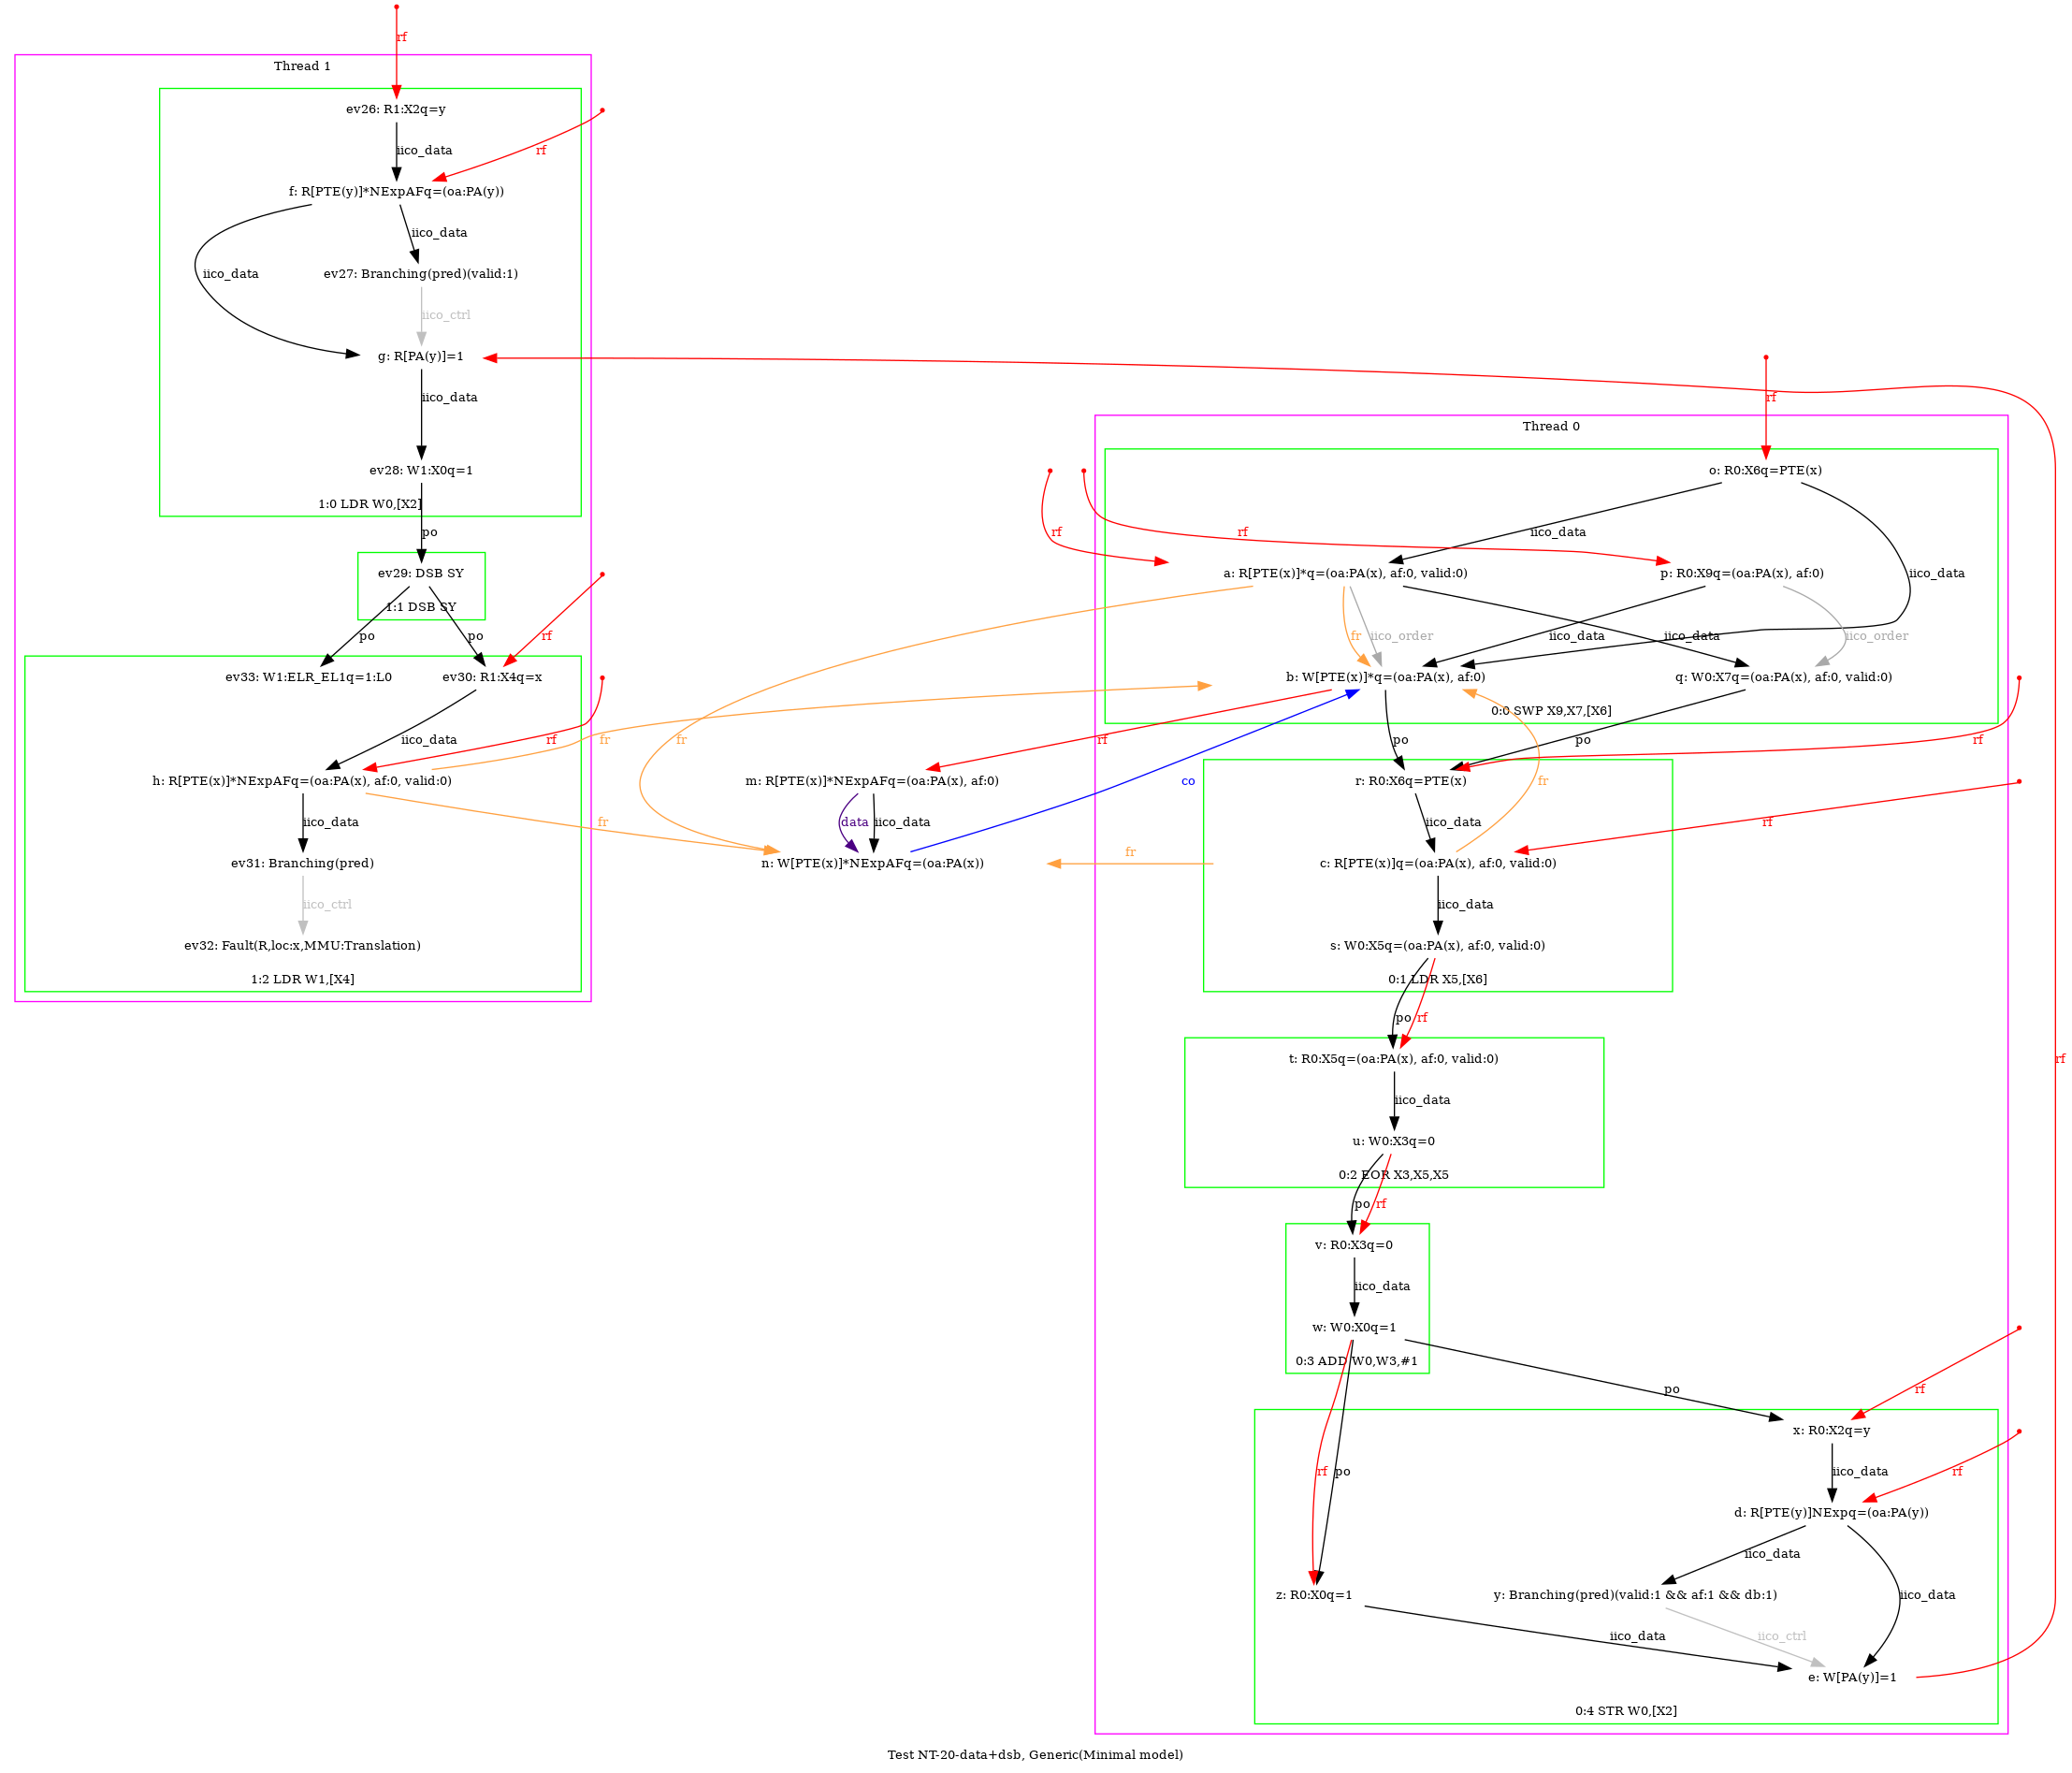 rf
Thread 1
ev26: R1:X2q=y
iico_data
rf
f: R[PTE(y)]*NExpAFq=(oa:PA(y))
iico_data
iico_data
ev27: Branching(pred)(valid:1)
iico_ctrl
g: R[PA(y)]=1
iico_data
ev28: W1:X0q=1
1:0 LDR W0,[X2]
po
ev29: DSB SY
1:1 DSB SY
po
po
rf
ev33: W1:ELR_EL1q=1:L0
ev30: R1:X4q=x
iico_data
rf
fr
h: R[PTE(x)]*NExpAFq=(oa:PA(x), af:0, valid:0)
iico_data
fr
ev31: Branching(pred)
iico_ctrl
ev32: Fault(R,loc:x,MMU:Translation)
1:2 LDR W1,[X4]
fr
rf
m: R[PTE(x)]*NExpAFq=(oa:PA(x), af:0)
data
iico_data
co
n: W[PTE(x)]*NExpAFq=(oa:PA(x))
fr
rf
Thread 0
o: R0:X6q=PTE(x)
rf
rf
iico_data
a: R[PTE(x)]*q=(oa:PA(x), af:0, valid:0)
p: R0:X9q=(oa:PA(x), af:0)
iico_data
fr
iico_order
iico_data
iico_data
iico_order
b: W[PTE(x)]*q=(oa:PA(x), af:0)
q: W0:X7q=(oa:PA(x), af:0, valid:0)
0:0 SWP X9,X7,[X6]
po
po
rf
r: R0:X6q=PTE(x)
fr
iico_data
rf
c: R[PTE(x)]q=(oa:PA(x), af:0, valid:0)
iico_data
s: W0:X5q=(oa:PA(x), af:0, valid:0)
0:1 LDR X5,[X6]
po
rf
t: R0:X5q=(oa:PA(x), af:0, valid:0)
iico_data
u: W0:X3q=0
0:2 EOR X3,X5,X5
po
rf
v: R0:X3q=0
iico_data
w: W0:X0q=1
0:3 ADD W0,W3,#1
po
rf
x: R0:X2q=y
rf
po
iico_data
rf
d: R[PTE(y)]NExpq=(oa:PA(y))
iico_data
iico_data
z: R0:X0q=1
y: Branching(pred)(valid:1 && af:1 && db:1)
iico_data
iico_ctrl
e: W[PA(y)]=1
0:4 STR W0,[X2]
rf
Test NT-20-data+dsb, Generic(Minimal model)